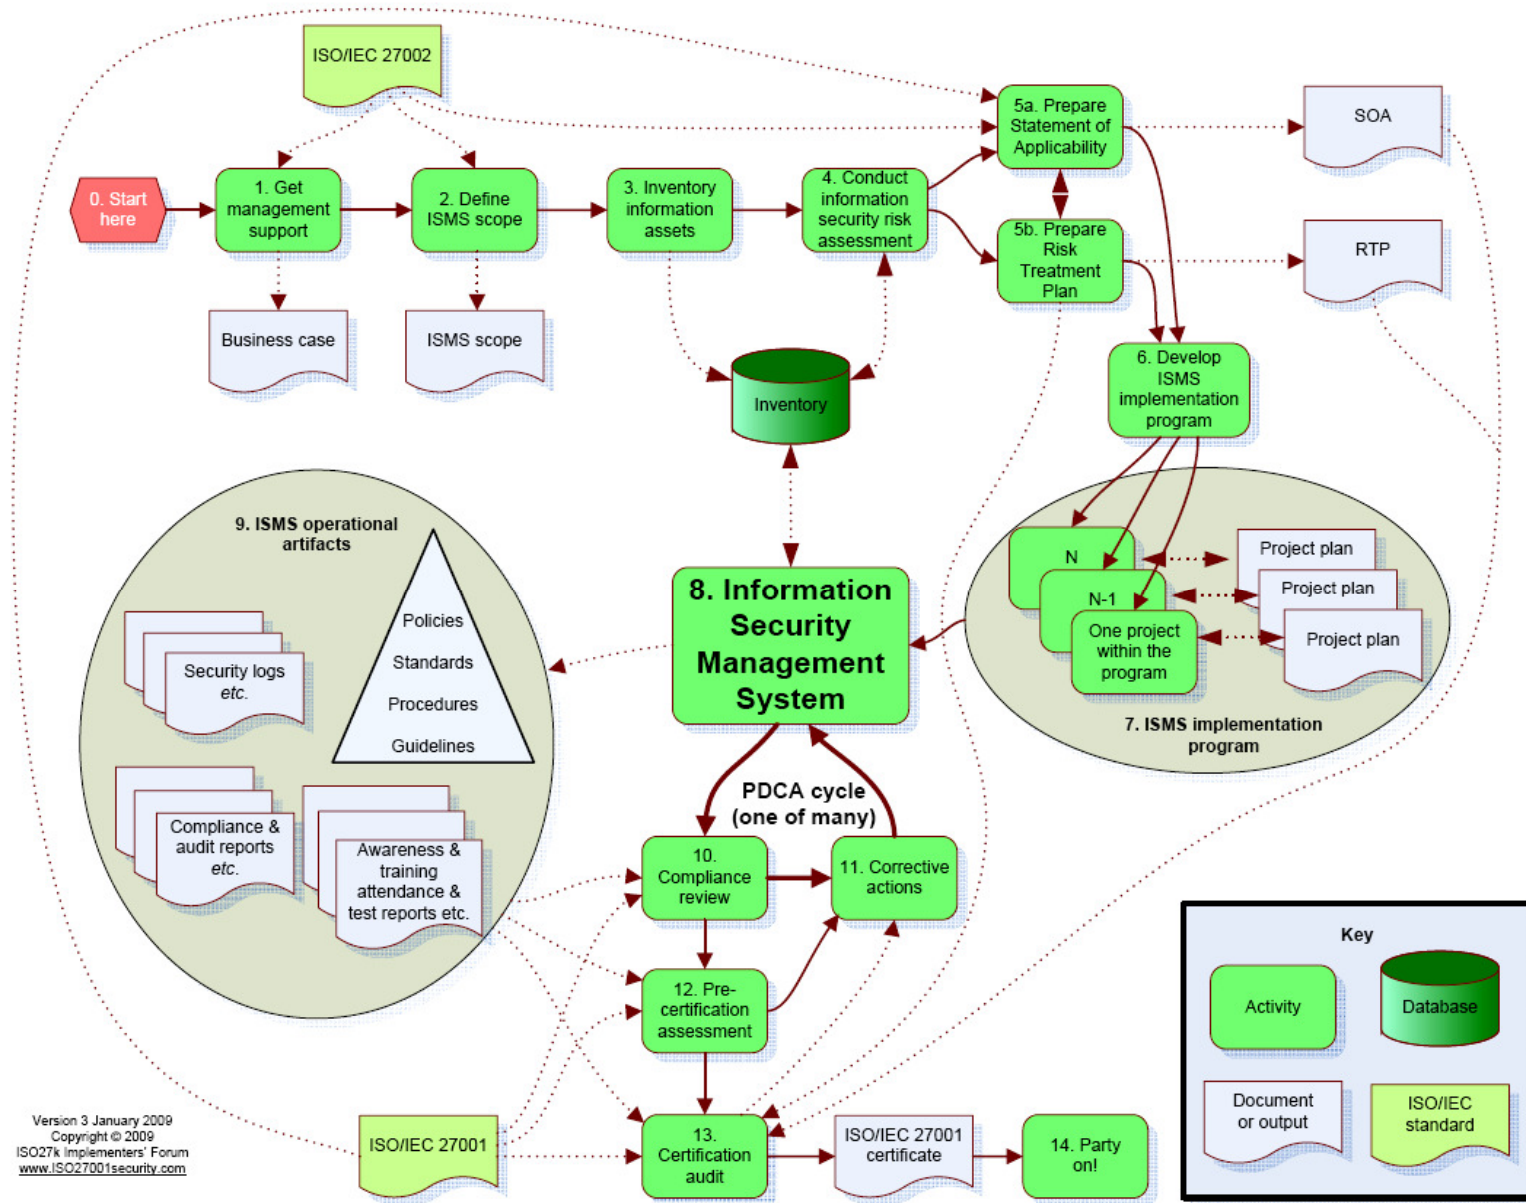 ISO/IEC 27002
0. Start
here
1. Get
management
support
2. Define
ISMS scope
3. Inventory
information
assets
4. Conduct
information
security risk
assessment
5a. Prepare
Statement of
Applicability
SOA
5b. Prepare
Risk
Treatment
Plan
RTP
Business case
ISMS scope
Inventory
6. Develop
ISMS
implementation
program
9. ISMS operational
artifacts
Policies
Standards
Procedures
Guidelines
Security logs
etc.
Compliance &
audit reports
etc.
Awareness &
training
attendance &
test reports etc.
8. Information
Security
Management
System
N
N-1
One project
within the
program
Project plan
Project plan
Project plan
7. ISMS implementation
program
PDCA cycle
(one of many)
10.
Compliance
review
11. Corrective
actions
12. Pre-
certification
assessment
13.
Certification
audit
ISO/IEC 27001
ISO/IEC 27001
certificate
14. Party
on!
Key
Activity
Database
Document
or output
ISO/IEC
standard
Version 3 January 2009
Copyright © 2009
ISO27k Implementers' Forum
www.ISO27001security.com